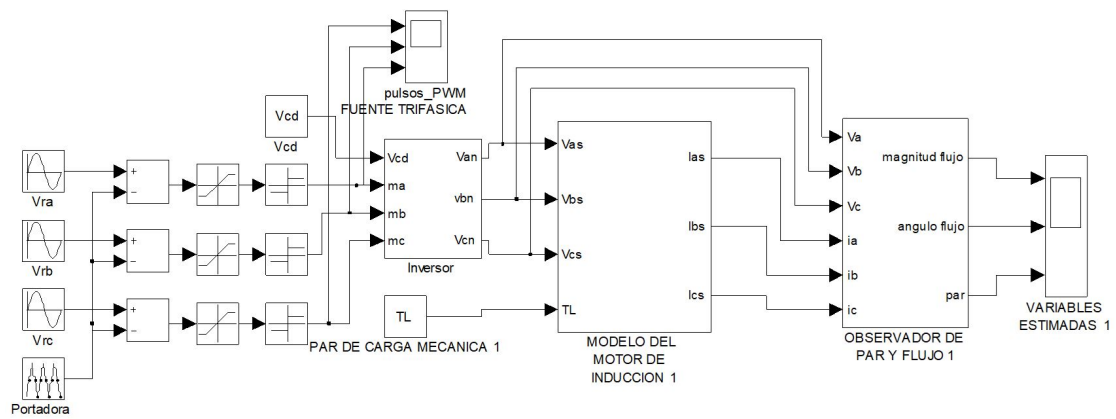 pulsos_PWM
FUENTE TRIFASICA
Vcd
Vcd
Vra
Vrb
Vrc
Portadora
+
−
+
−
+
−
Vcd
ma
mb
mc
Van
vbn
Vcn
Inversor
TL
PAR DE CARGA MECANICA 1
Vas
Vbs
Vcs
TL
Ias
Ibs
Ics
MODELO DEL
MOTOR DE
INDUCCION 1
Va
Vb
Vc
ia
ib
ic
magnitud flujo
angulo flujo
par
OBSERVADOR DE
PAR Y FLUJO 1
VARIABLES
ESTIMADAS 1